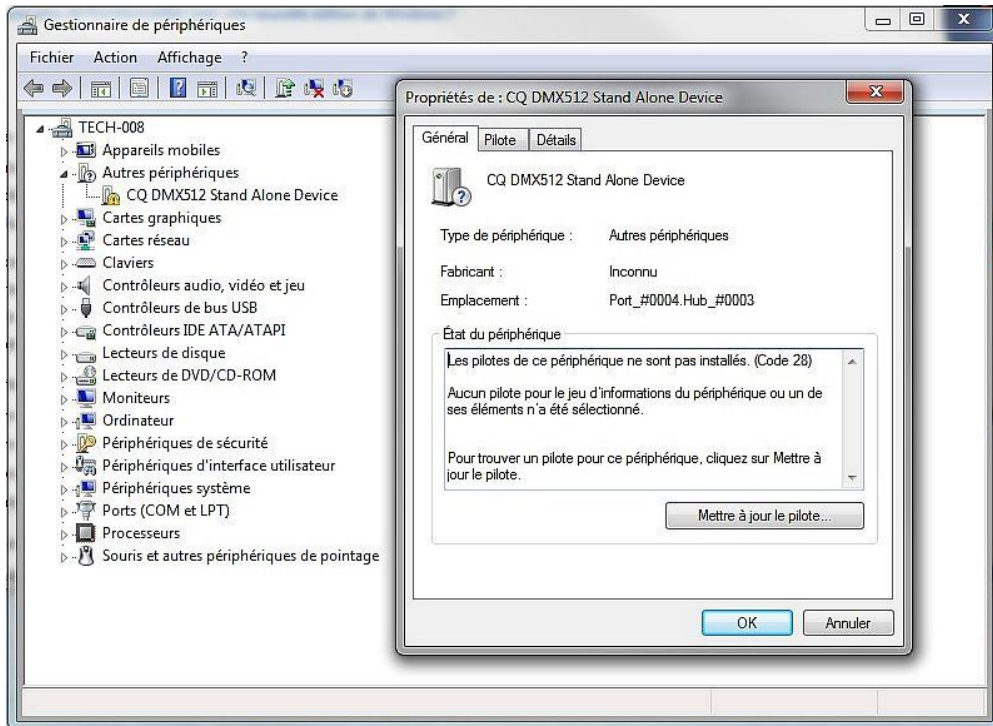 Gestionnaire de périphériques
Fichier Action Affichage ?
TECH-008
Appareils mobiles
Autres périphériques
CQ DMX512 Stand Alone Device
Cartes graphiques
Cartes réseau
Claviers
Contrôleurs audio, vidéo et jeu
Contrôleurs de bus USB
Contrôleurs IDE ATA/ATAPI
Lecteurs de disque
Lecteurs de DVD/CD-ROM
Moniteurs
Ordinateur
Périphériques de sécurité
Périphériques d'interface utilisateur
Périphériques système
Ports (COM et LPT)
Processeurs
Souris et autres périphériques de pointage
Propriétés de : CQ DMX512 Stand Alone Device
Général Pilote Détails
CQ DMX512 Stand Alone Device
Type de périphérique : Autres périphériques
Fabricant : Inconnu
Emplacement : Port_#0004.Hub_#0003
État du périphérique
Les pilotes de ce périphérique ne sont pas installés. (Code 28)
Aucun pilote pour le jeu d'informations du périphérique ou un de
ses éléments n'a été sélectionné.
Pour trouver un pilote pour ce périphérique, cliquez sur Mettre à
jour le pilote.
Mettre à jour le pilote...
OK Annuler